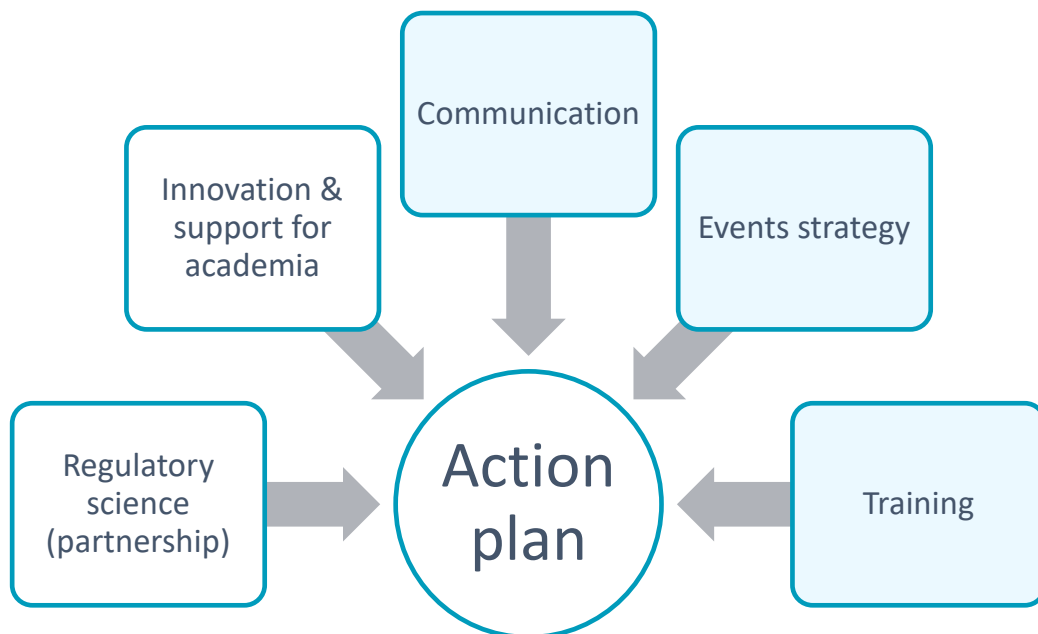 Communication
Innovation &
support for
academia
Events strategy
Regulatory
science
(partnership)
Action
plan
Training